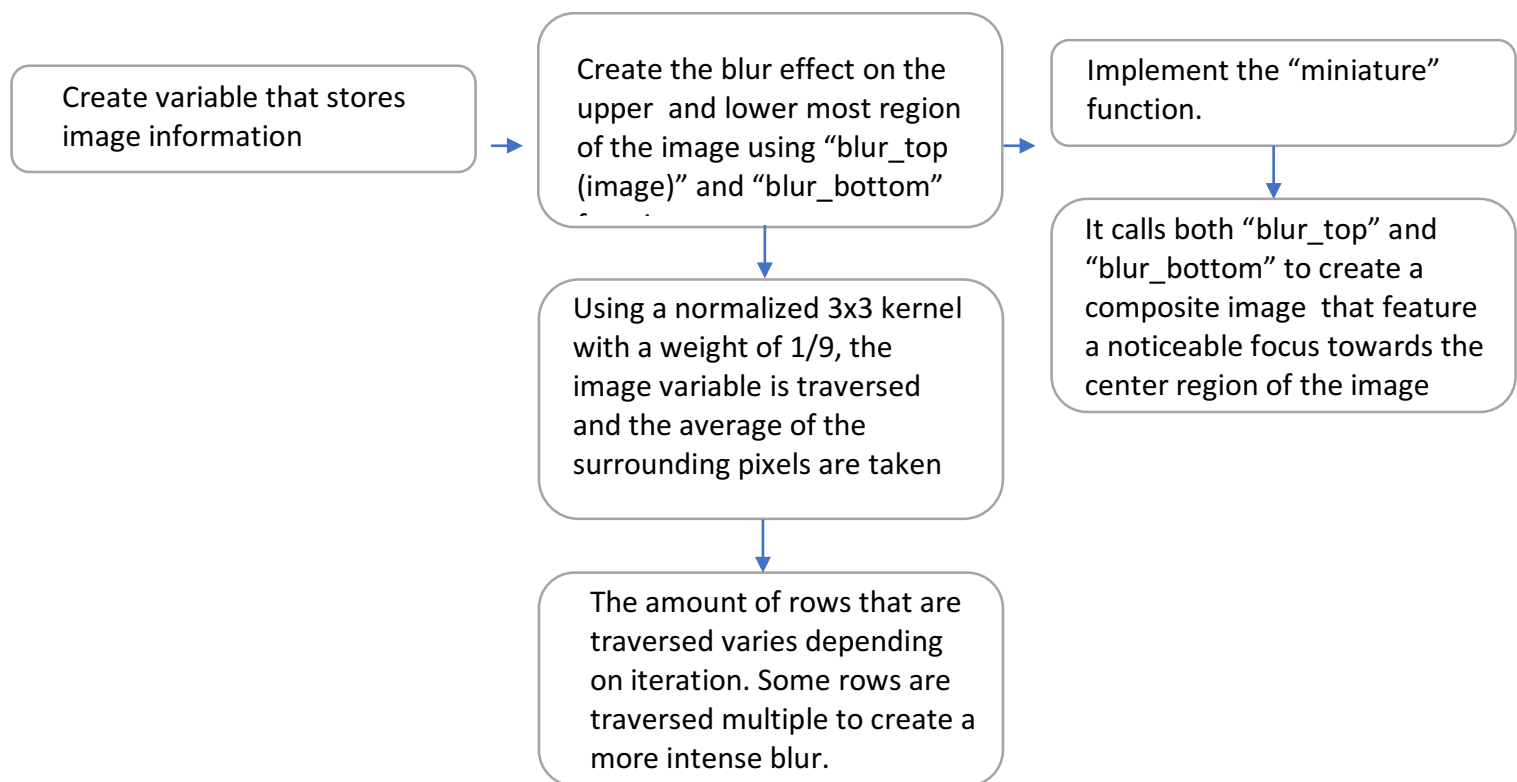 Create variable that stores
image information
Create the blur effect on the
upper and lower most region
of the image using “blur_top
(image)” and “blur_bottom”
Using a normalized 3x3 kernel
with a weight of 1/9, the
image variable is traversed
and the average of the
surrounding pixels are taken
The amount of rows that are
traversed varies depending
on iteration. Some rows are
traversed multiple to create a
more intense blur.
Implement the “miniature”
function.
It calls both “blur_top” and
“blur_bottom” to create a
composite image that feature
a noticeable focus towards the
center region of the image